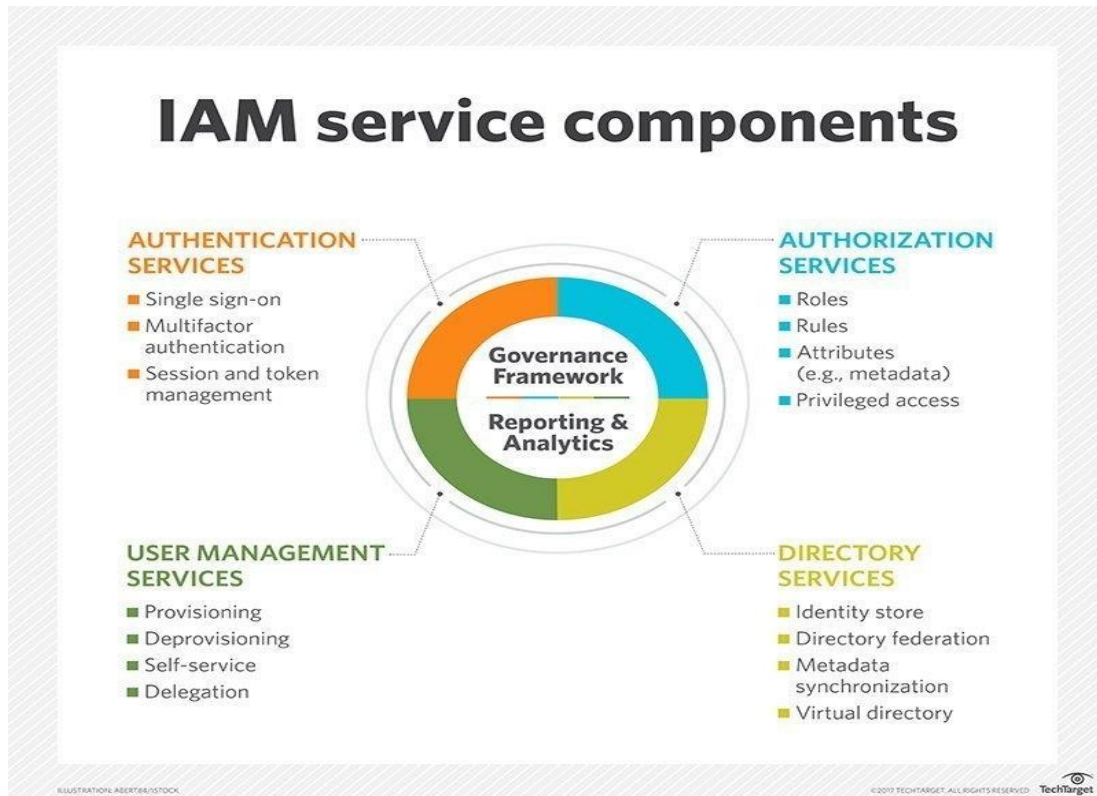 IAM service components
AUTHENTICATION
SERVICES
Single sign-on
Multifactor
authentication
Session and token
management
AUTHORIZATION
SERVICES
Roles
Rules
Attributes
(e.g., metadata)
Privileged access
Governance
Framework
Reporting &
Analytics
USER MANAGEMENT
SERVICES
Provisioning
Deprovisioning
Self-service
Delegation
DIRECTORY
SERVICES
Identity store
Directory federation
Metadata
synchronization
Virtual directory
ILLUSTRATION: ABERT84/ISTOCK
©2017 TECHTARGET. ALL RIGHTS RESERVED
TechTarget